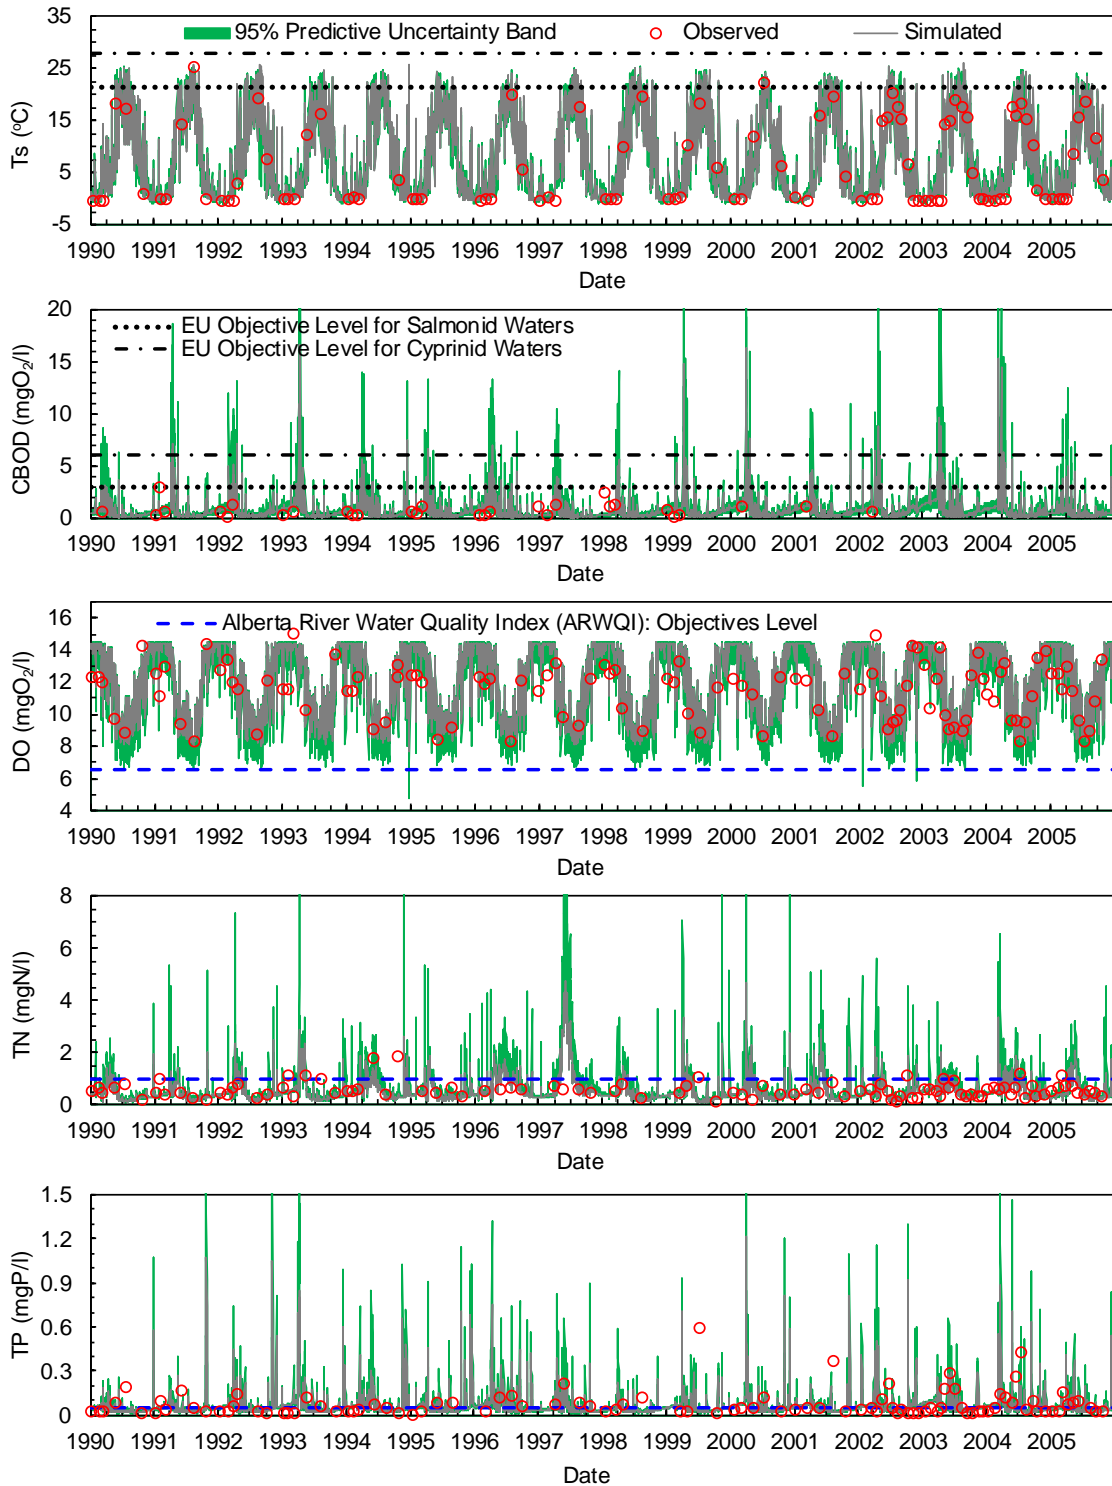 35
25
15
5
-5
Ts (oC)
95% Predictive Uncertainty Band Observed Simulated
1990 1991 1992 1993 1994 1995 1996 1997 1998 1999 2000 2001 2002 2003 2004 2005
Date
20
15
10
5
0
CBOD (mgO2/l)
EU Objective Level for Salmonid Waters
EU Objective Level for Cyprinid Waters
1990 1991 1992 1993 1994 1995 1996 1997 1998 1999 2000 2001 2002 2003 2004 2005
Date
16
14
12
10
8
6
4
DO (mgO2/l)
Alberta River Water Quality Index (ARWQI): Objectives Level
1990 1991 1992 1993 1994 1995 1996 1997 1998 1999 2000 2001 2002 2003 2004 2005
Date
8
6
4
2
0
TN (mgN/l)
1990 1991 1992 1993 1994 1995 1996 1997 1998 1999 2000 2001 2002 2003 2004 2005
Date
1.5
1.2
0.9
0.6
0.3
0
TP (mgP/l)
1990 1991 1992 1993 1994 1995 1996 1997 1998 1999 2000 2001 2002 2003 2004 2005
Date